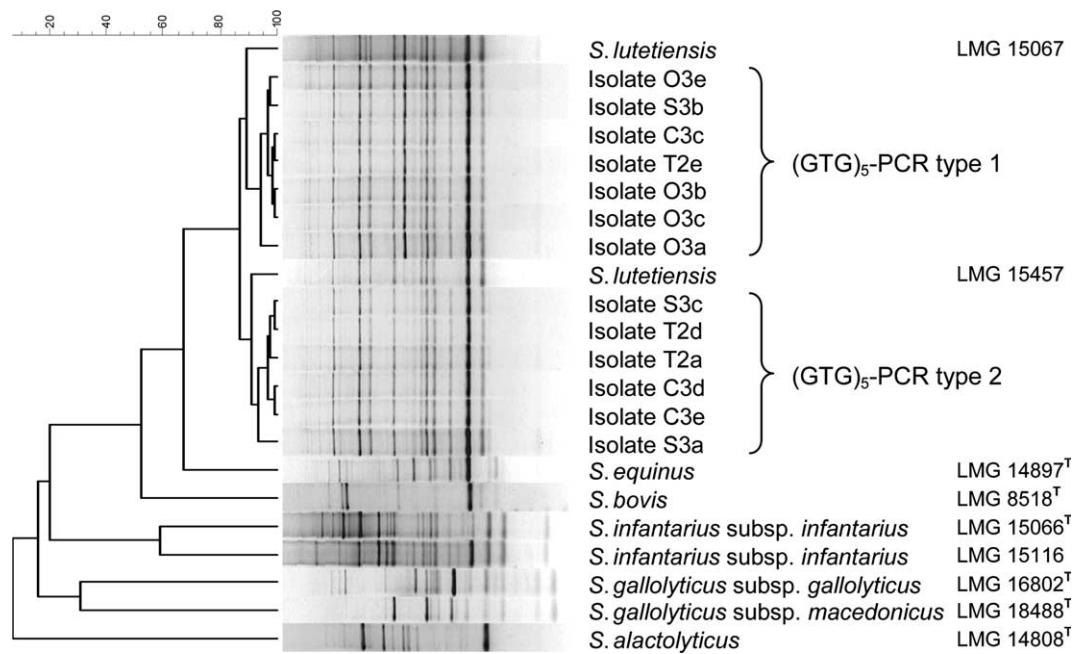 20 40 60 80 100
S. lutetiensis LMG 15067
Isolate O3e
Isolate S3b
Isolate C3c
Isolate T2e (GTG)₅-PCR type 1
Isolate O3b
Isolate O3c
Isolate O3a
S. lutetiensis LMG 15457
Isolate S3c
Isolate T2d
Isolate T2a
Isolate C3d (GTG)₅-PCR type 2
Isolate C3e
Isolate S3a
S. equinus LMG 14897ᵀ
S. bovis LMG 8518ᵀ
S. infantarius subsp. infantarius LMG 15066ᵀ
S. infantarius subsp. infantarius LMG 15116
S. gallolyticus subsp. gallolyticus LMG 16802ᵀ
S. gallolyticus subsp. macedonicus LMG 18488ᵀ
S. alactolyticus LMG 14808ᵀ